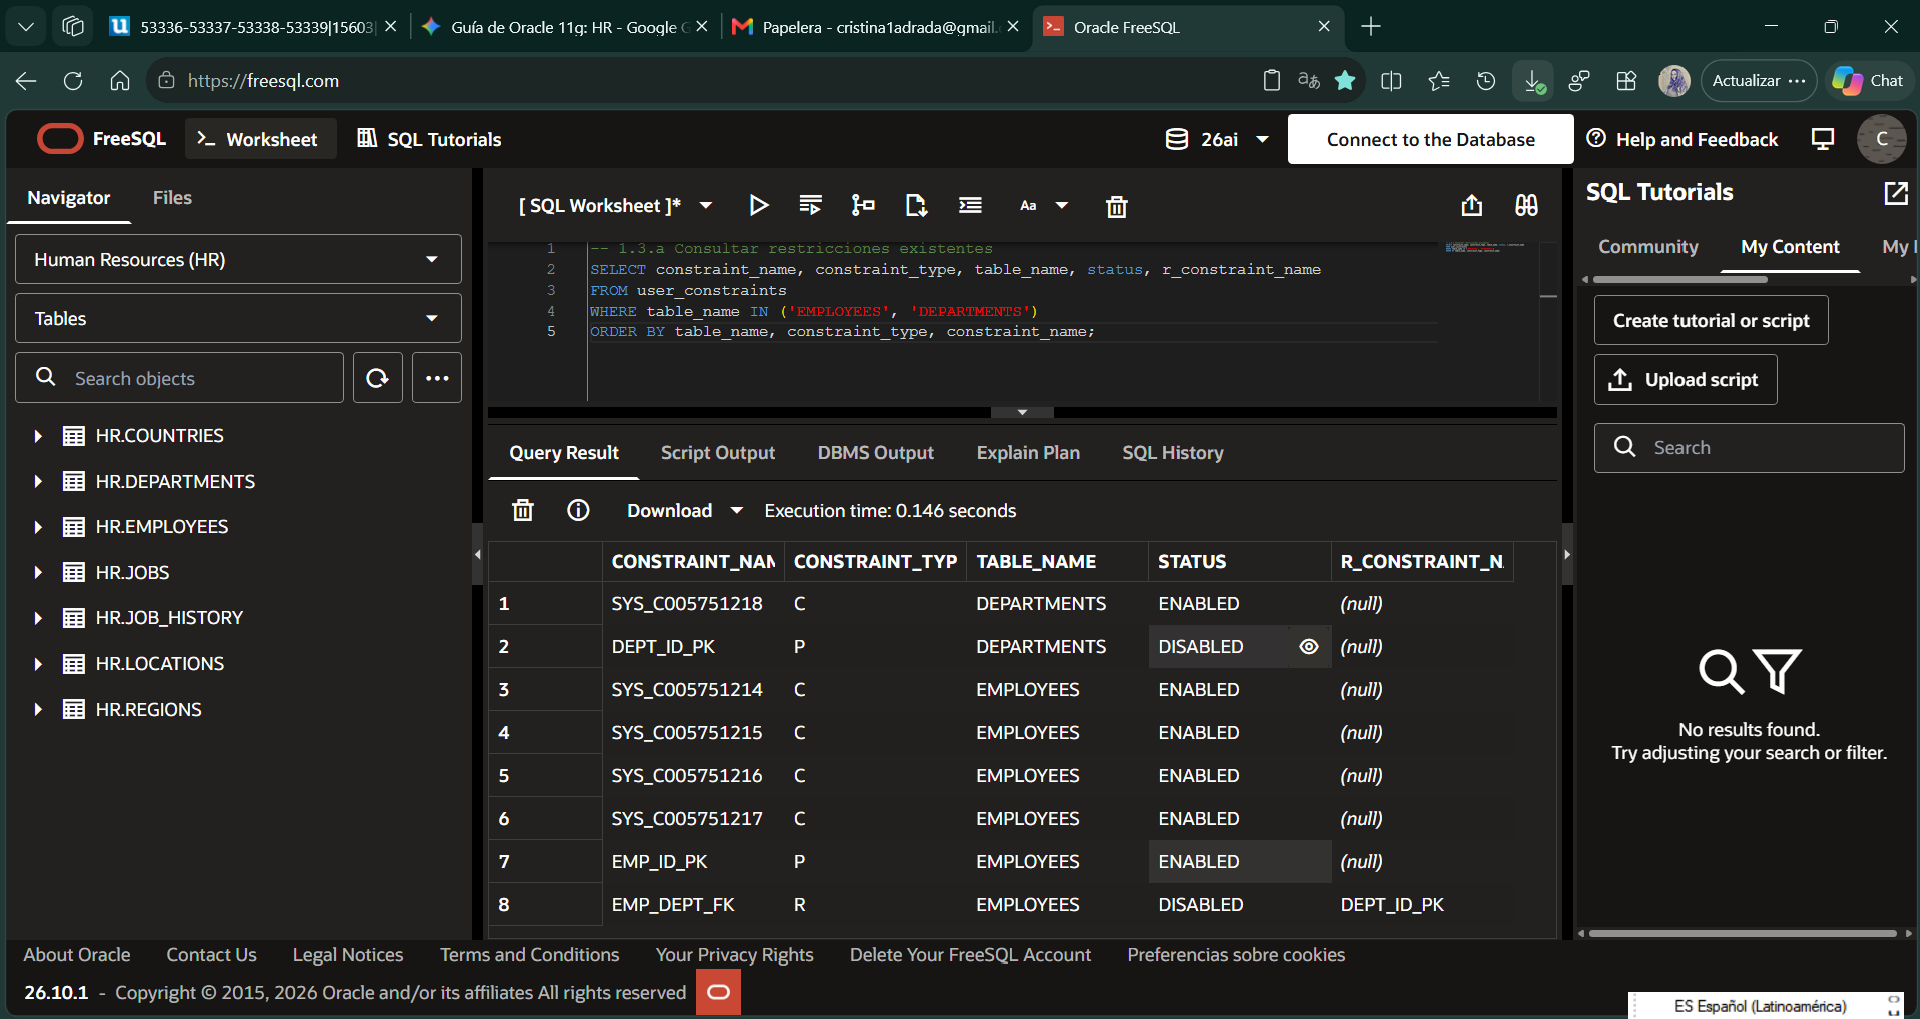 53336-53337-53338-53339|15603|
Guía de Oracle 11g: HR - Google G
Papelera - cristina1adrada@gmail.
Oracle FreeSQL
https://freesql.com
Actualizar
Chat
FreeSQL
Worksheet
SQL Tutorials
26ai
Connect to the Database
Help and Feedback
C
Navigator
Files
Human Resources (HR)
Tables
Search objects
HR.COUNTRIES
HR.DEPARTMENTS
HR.EMPLOYEES
HR.JOBS
HR.JOB_HISTORY
HR.LOCATIONS
HR.REGIONS
[ SQL Worksheet ]*
Aa
1 -- 1.3.a Consultar restricciones existentes
2 SELECT constraint_name, constraint_type, table_name, status, r_constraint_name
3 FROM user_constraints
4 WHERE table_name IN ('EMPLOYEES', 'DEPARTMENTS')
5 ORDER BY table_name, constraint_type, constraint_name;
Query Result
Script Output
DBMS Output
Explain Plan
SQL History
Download
Execution time: 0.146 seconds
CONSTRAINT_NAM CONSTRAINT_TYP TABLE_NAME STATUS R_CONSTRAINT_N.
1 SYS_C005751218 C DEPARTMENTS ENABLED (null)
2 DEPT_ID_PK P DEPARTMENTS DISABLED (null)
3 SYS_C005751214 C EMPLOYEES ENABLED (null)
4 SYS_C005751215 C EMPLOYEES ENABLED (null)
5 SYS_C005751216 C EMPLOYEES ENABLED (null)
6 SYS_C005751217 C EMPLOYEES ENABLED (null)
7 EMP_ID_PK P EMPLOYEES ENABLED (null)
8 EMP_DEPT_FK R EMPLOYEES DISABLED DEPT_ID_PK
SQL Tutorials
Community
My Content
My
Create tutorial or script
Upload script
Search
No results found.
Try adjusting your search or filter.
About Oracle
Contact Us
Legal Notices
Terms and Conditions
Your Privacy Rights
Delete Your FreeSQL Account
Preferencias sobre cookies
26.10.1 - Copyright © 2015, 2026 Oracle and/or its affiliates All rights reserved
ES Español (Latinoamérica)